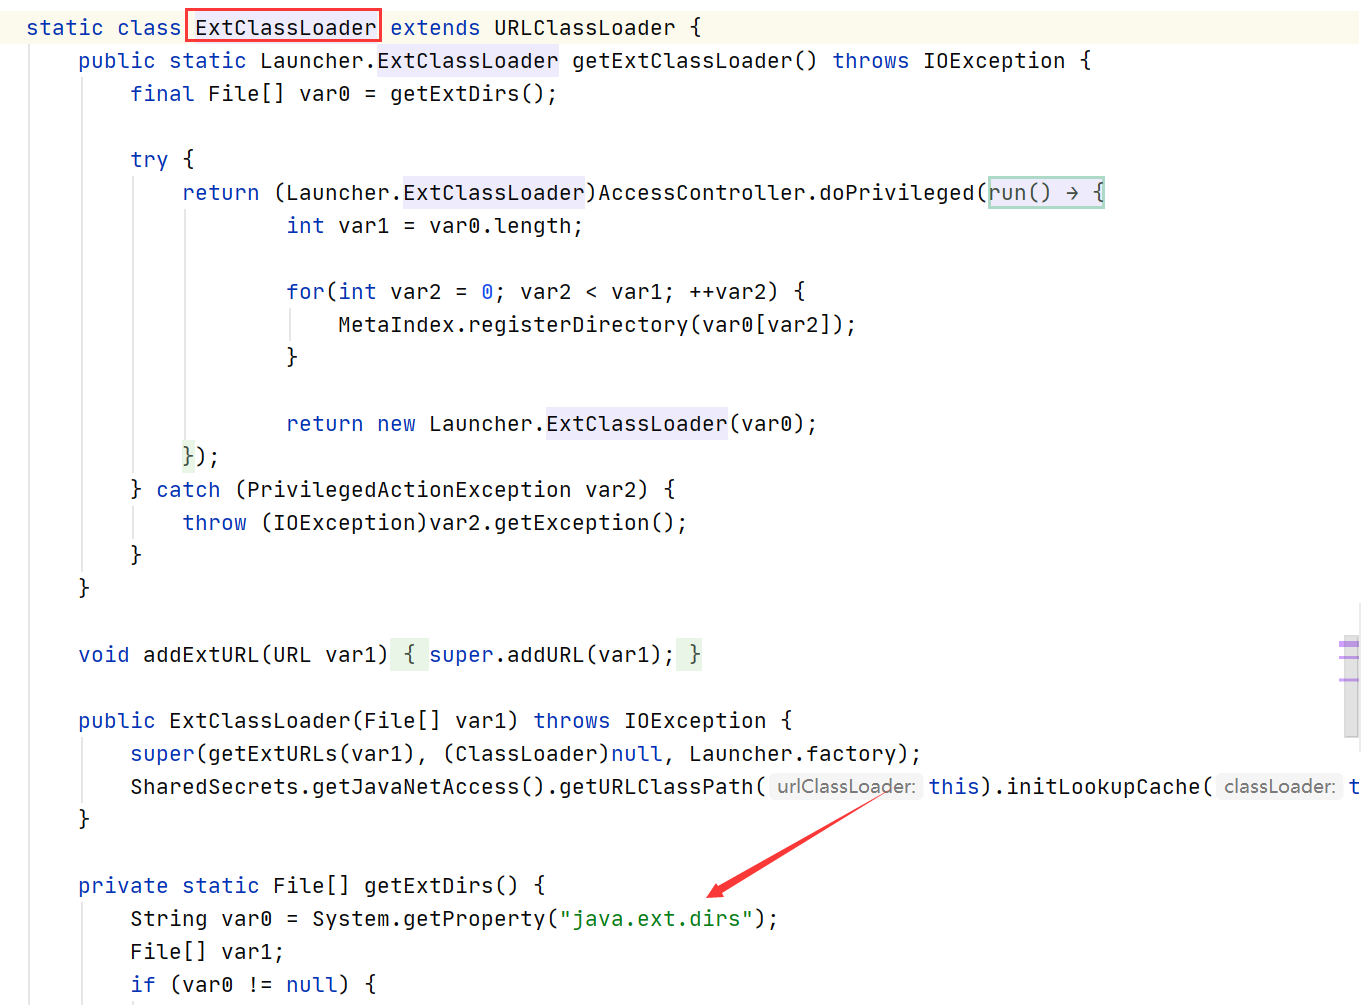 static class ExtClassLoader extends URLClassLoader {
public static Launcher.ExtClassLoader getExtClassLoader() throws IOException {
final File[] var0 = getExtDirs();
try {
return (Launcher.ExtClassLoader)AccessController.doPrivileged(run() → {
int var1 = var0.length;
for(int var2 = 0; var2 < var1; ++var2) {
MetaIndex.registerDirectory(var0[var2]);
}
return new Launcher.ExtClassLoader(var0);
});
} catch (PrivilegedActionException var2) {
throw (IOException)var2.getException();
}
}
void addExtURL(URL var1) { super.addURL(var1); }
public ExtClassLoader(File[] var1) throws IOException {
super(getExtURLs(var1), (ClassLoader)null, Launcher.factory);
SharedSecrets.getJavaNetAccess().getURLClassPath( urlClassLoader: this).initLookupCache( classLoader: t
}
private static File[] getExtDirs() {
String var0 = System.getProperty("java.ext.dirs");
File[] var1;
if (var0 != null) {